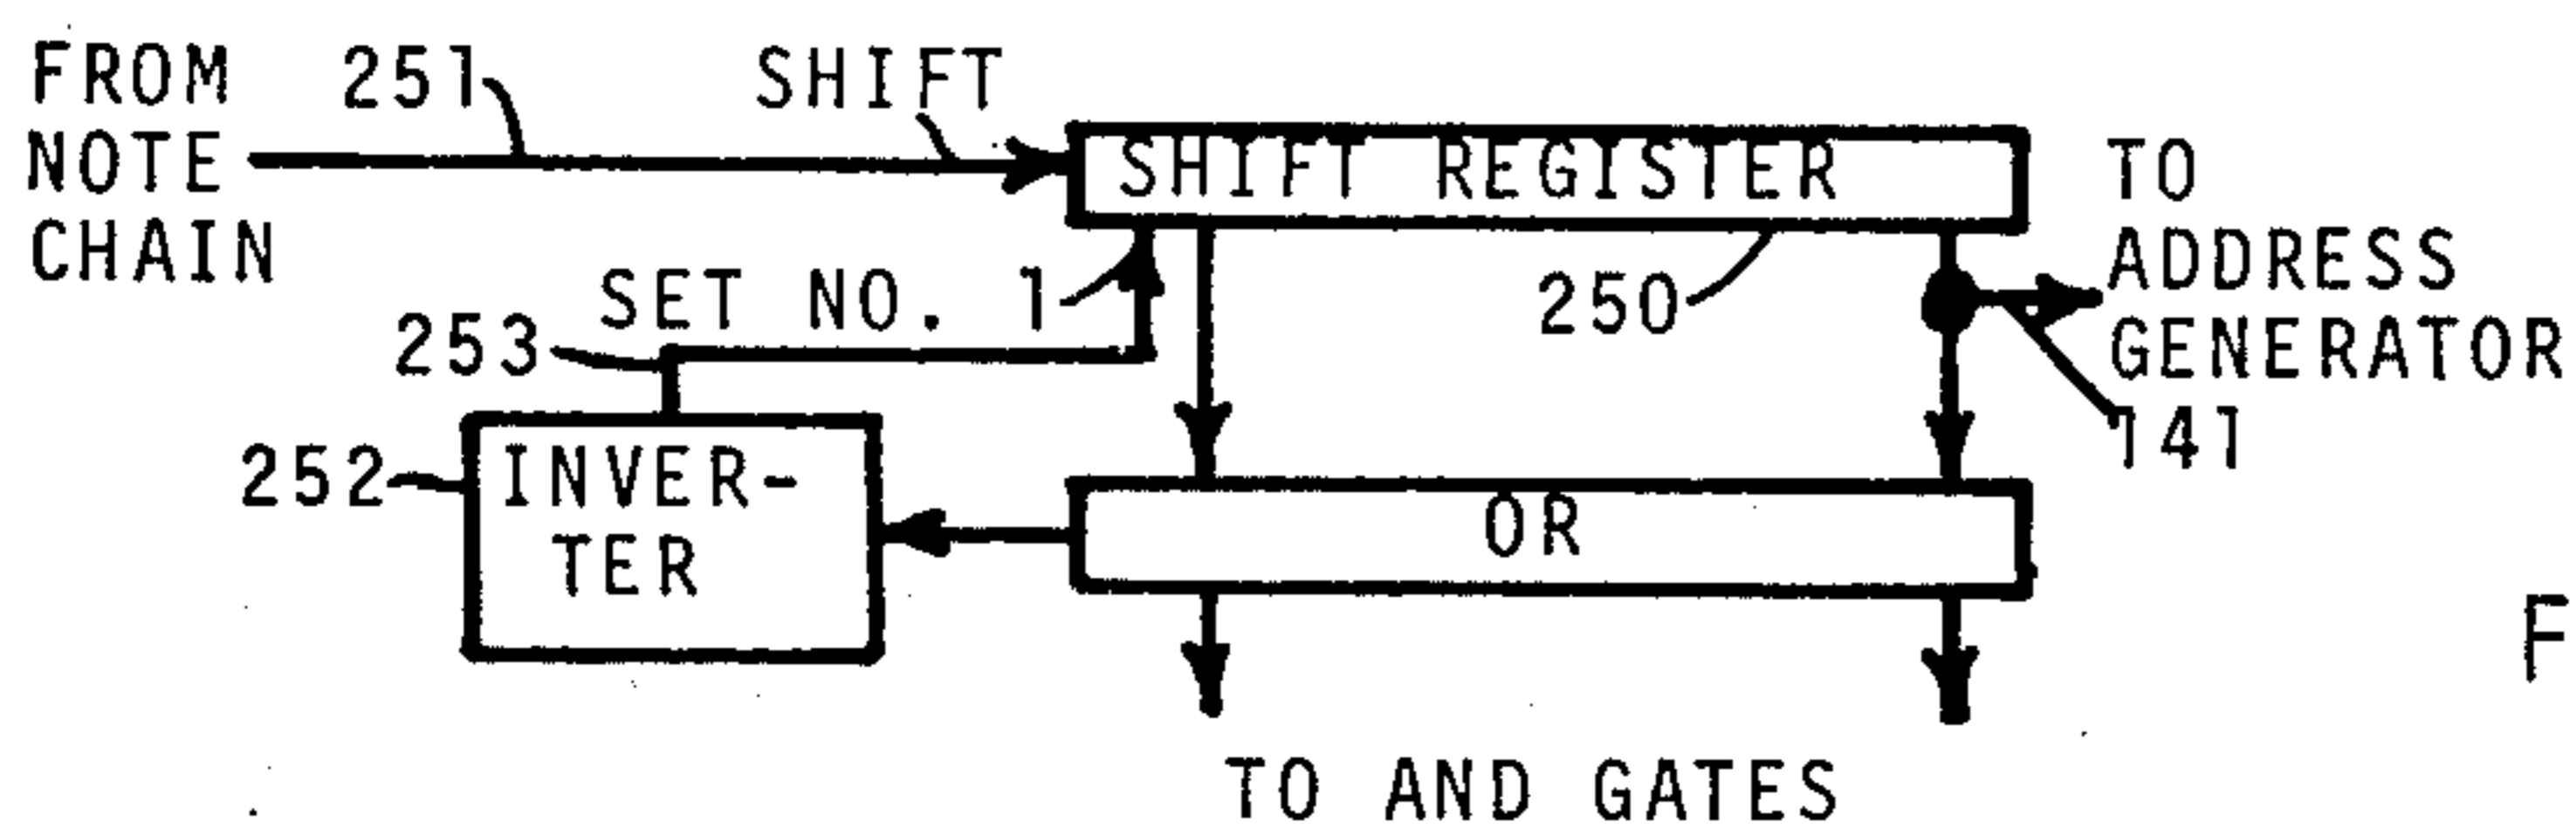 FROM
NOTE
CHAIN
251
SHIFT
SHIFT REGISTER
TO
ADDRESS
GENERATOR
141
SET NO. 1
250
253
252
INVER-
TER
OR
F
TO AND GATES